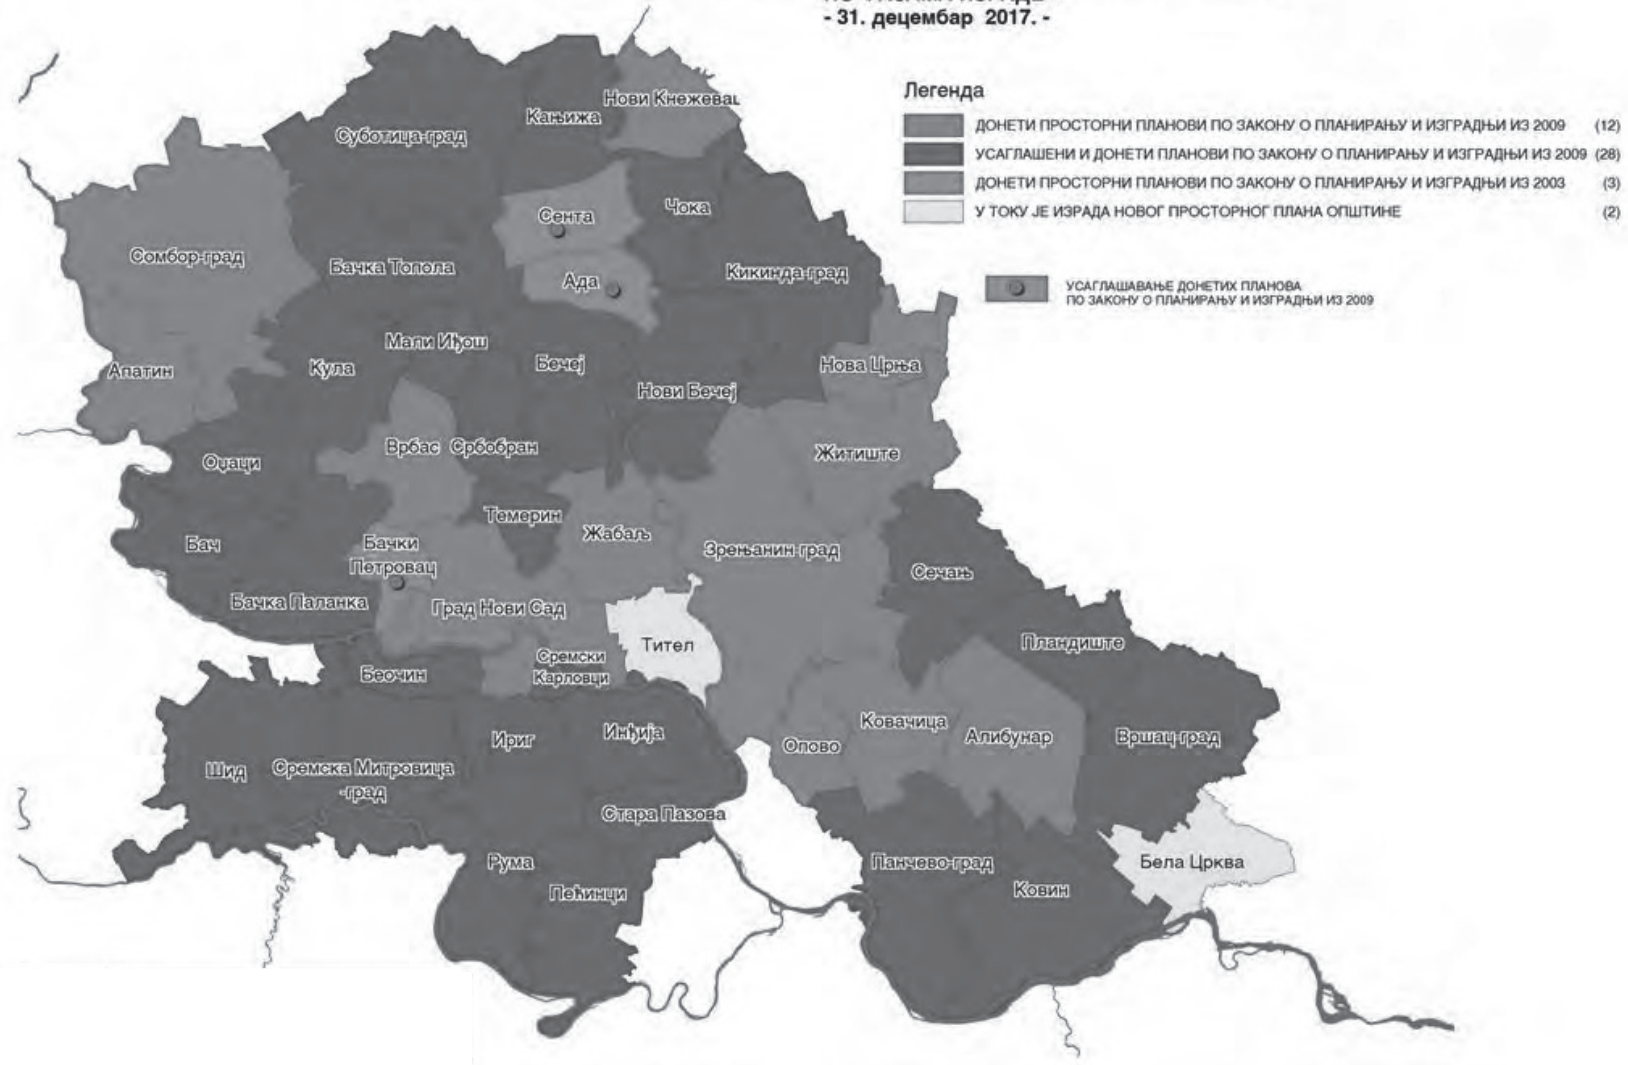 - 31. децембар 2017. -
Легенда
ДОНЕТИ ПРОСТОРНИ ПЛАНОВИ ПО ЗАКОНУ О ПЛАНИРАЊУ И ИЗГРАДЊИ ИЗ 2009 (12)
УСАГЛАШЕНИ И ДОНЕТИ ПЛАНОВИ ПО ЗАКОНУ О ПЛАНИРАЊУ И ИЗГРАДЊИ ИЗ 2009 (28)
ДОНЕТИ ПРОСТОРНИ ПЛАНОВИ ПО ЗАКОНУ О ПЛАНИРАЊУ И ИЗГРАДЊИ ИЗ 2003 (3)
У ТОКУ ЈЕ ИЗРАДА НОВОГ ПРОСТОРНОГ ПЛАНА ОПШТИНЕ (2)
УСАГЛАШАВАЊЕ ДОНЕТИХ ПЛАНОВА
ПО ЗАКОНУ О ПЛАНИРАЊУ И ИЗГРАДЊИ ИЗ 2009
Нови Кнежевац
Кањижа
Суботица-град
Чока
Сента
Сомбор-град
Бачка Топола
Кикинда-град
Ада
Мали Иђош
Апатин
Кула
Бечеј
Нова Црња
Нови Бечеј
Врбас
Србобран
Житиште
Оџаци
Темерин
Жабаљ
Бач
Бачки
Петровац
Зрењанин-град
Сечањ
Бачка Паланка
Град Нови Сад
Тител
Пландиште
Сремски
Карловци
Беочин
Ириг
Инђија
Опово
Ковачица
Алибунар
Вршац-град
Шид
Сремска Митровица
-град
Стара Пазова
Рума
Пећинци
Панчево-град
Ковин
Бела Црква